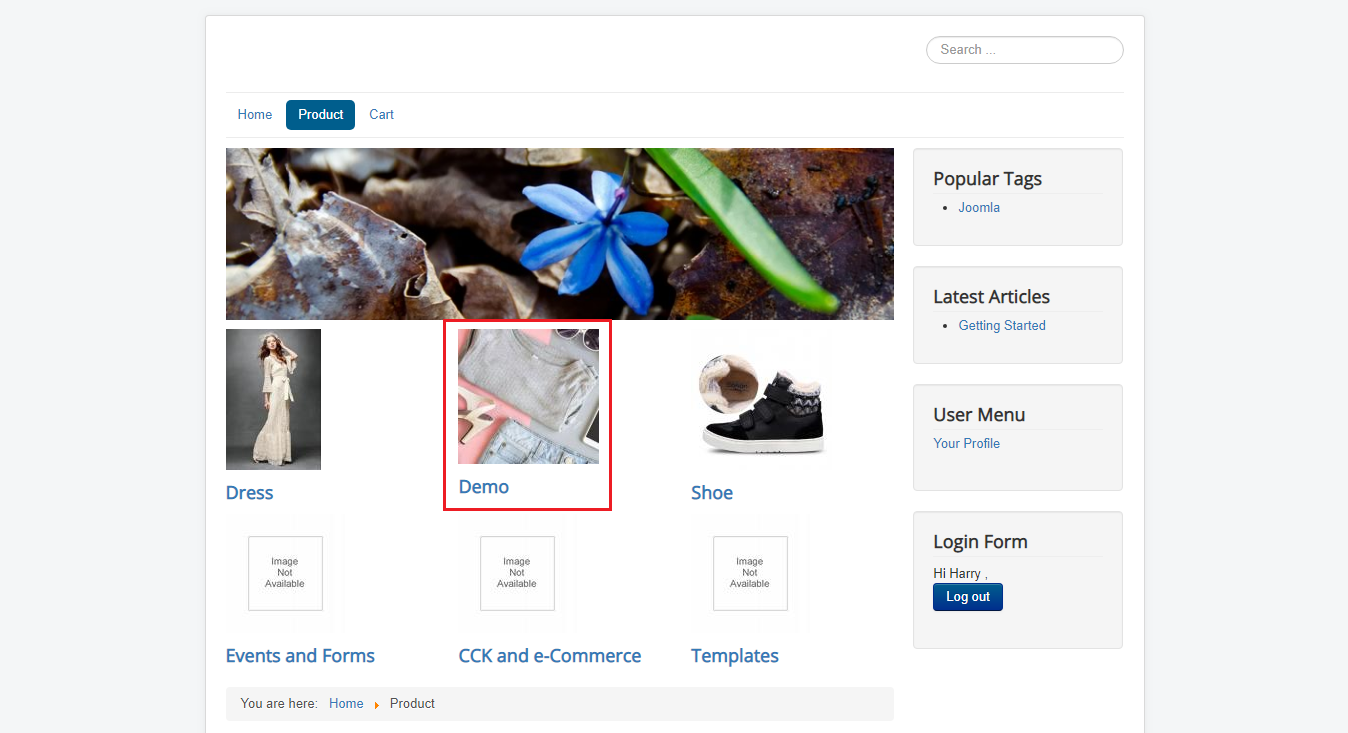 Search ...
Home
Product
Cart
Popular Tags
Joomla
Latest Articles
Getting Started
User Menu
Your Profile
Login Form
Hi Harry ,
Log out
Dress
Demo
Shoe
Image
Not
Available
Image
Not
Available
Image
Not
Available
Events and Forms
CCK and e-Commerce
Templates
You are here: Home Product